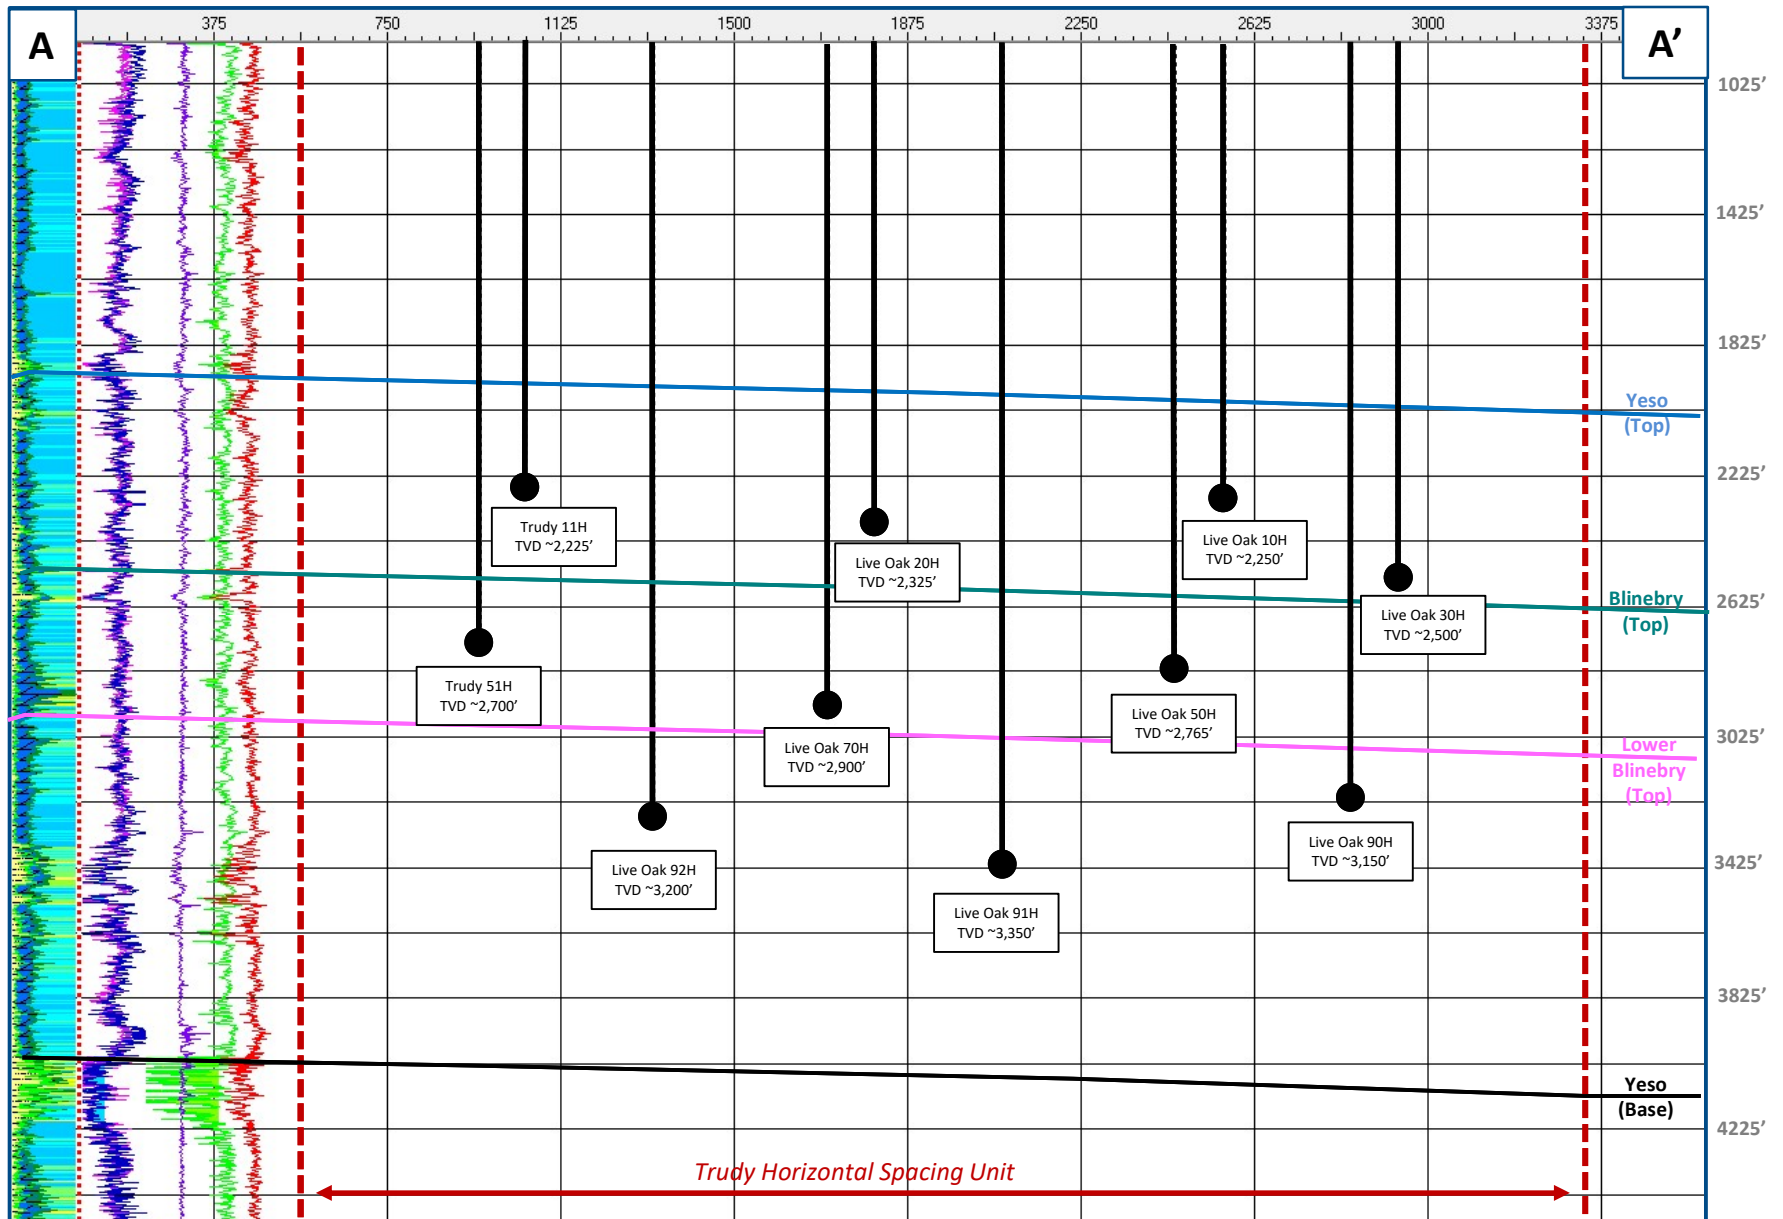 375 750 1125 1500 1875 2250 2625 3000 3375
A
A’
1025’
1425’
1825’
Yeso
(Top)
2225’
Trudy 11H
TVD ~2,225’
Live Oak 20H
TVD ~2,325’
Live Oak 10H
TVD ~2,250’
Live Oak 30H
TVD ~2,500’
Blinebry
(Top)
2625’
Trudy 51H
TVD ~2,700’
Live Oak 70H
TVD ~2,900’
Live Oak 50H
TVD ~2,765’
3025’
Lower
Blinebry
(Top)
Live Oak 92H
TVD ~3,200’
Live Oak 91H
TVD ~3,350’
Live Oak 90H
TVD ~3,150’
3425’
3825’
Yeso
(Base)
4225’
Trudy Horizontal Spacing Unit